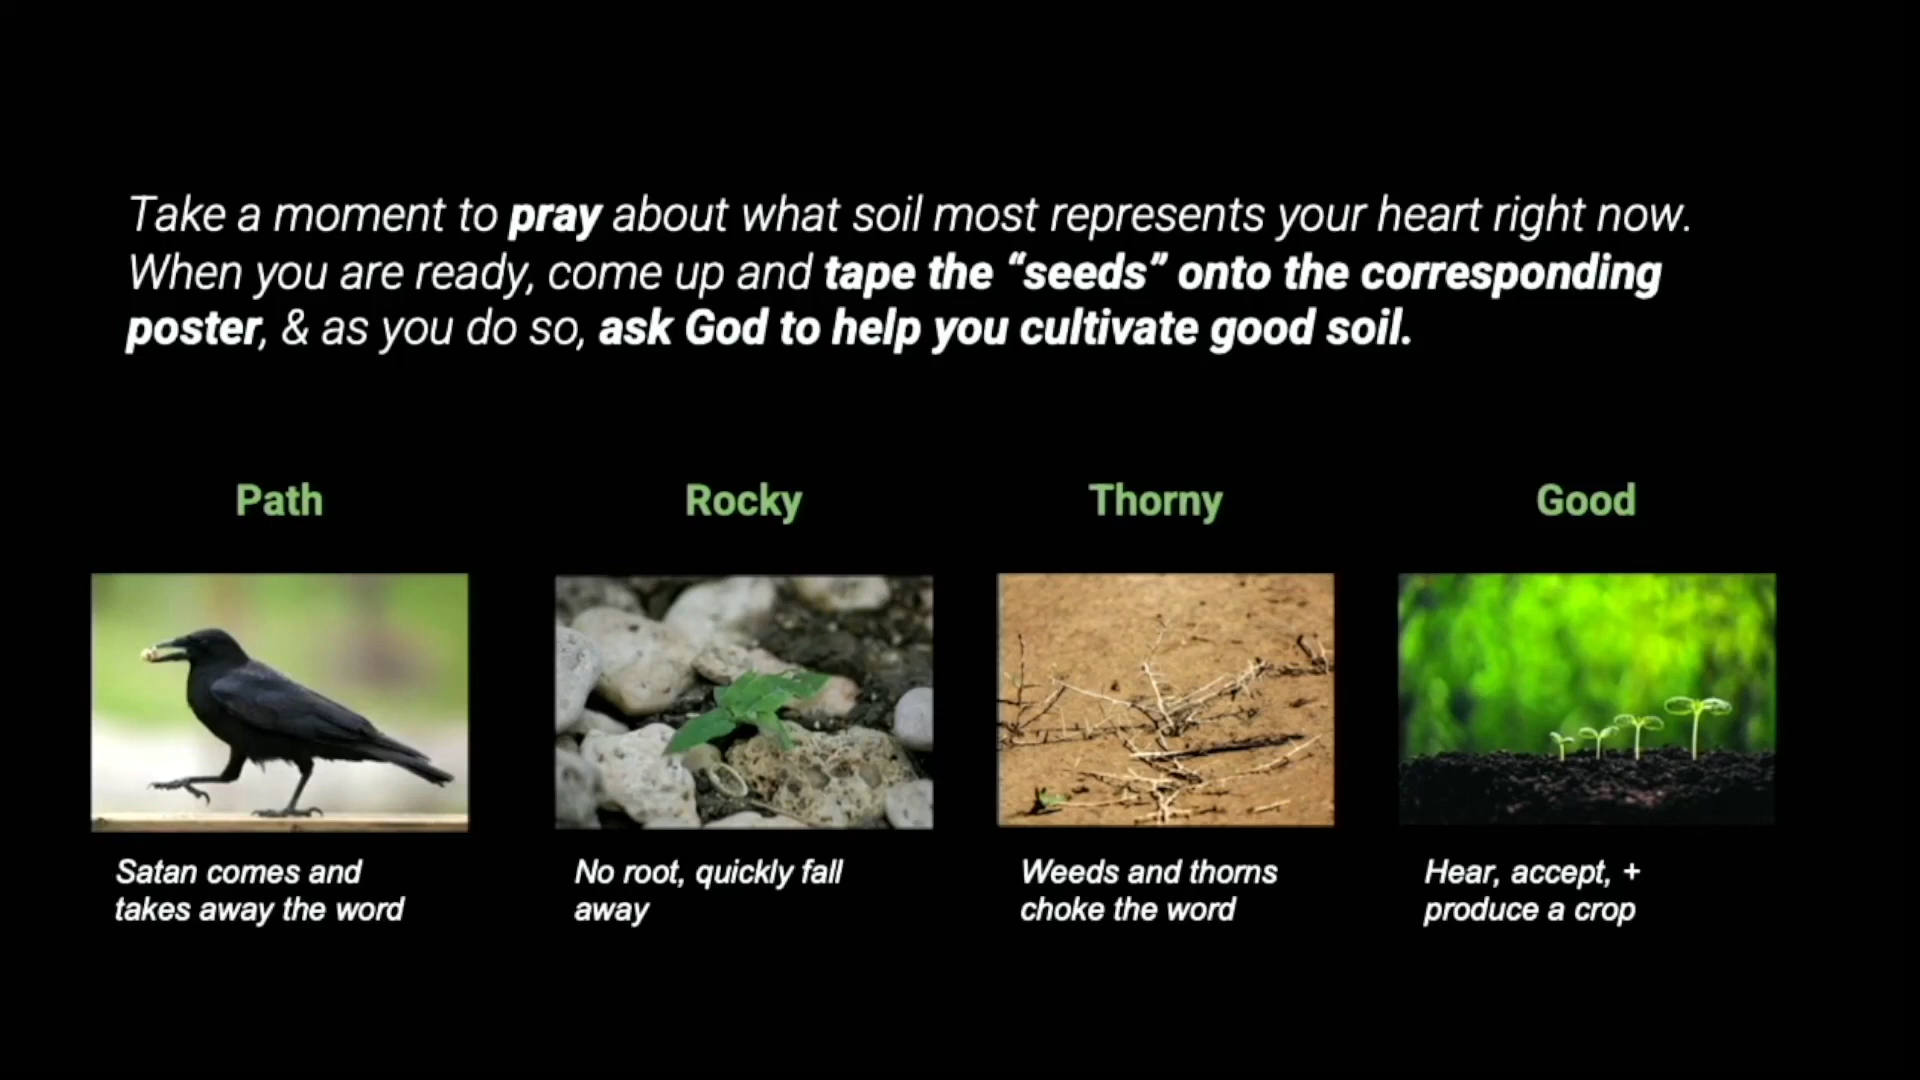 Take a moment to pray about what soil most represents your heart right now.
When you are ready, come up and tape the “seeds” onto the corresponding
poster, & as you do so, ask God to help you cultivate good soil.
Path
Rocky
Thorny
Good
Satan comes and
takes away the word
No root, quickly fall
away
Weeds and thorns
choke the word
Hear, accept, +
produce a crop